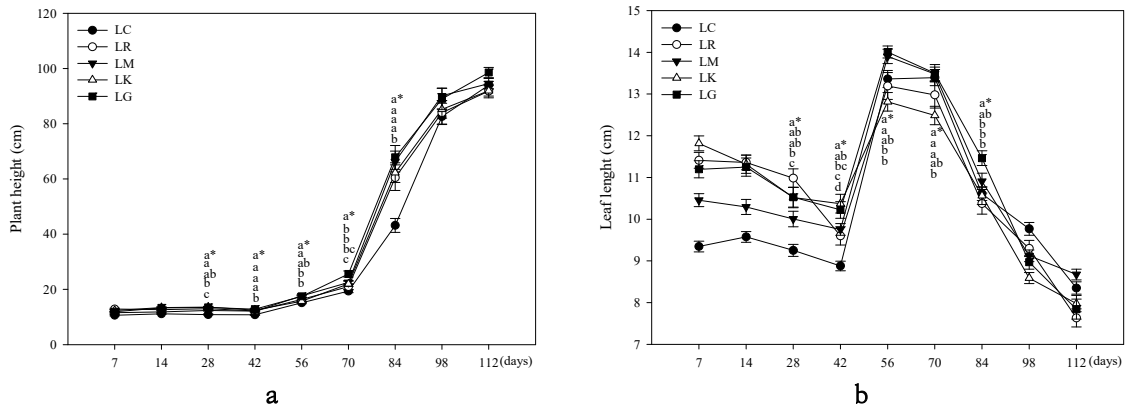 120
100
80
60
40
20
0
Plant height (cm)
LC
LR
LM
LK
LG
a*
a
ab
b
c
a*
a
a
a
b
a*
a
ab
b
b
a*
b
b
bc
c
a*
a
a
a
b
7 14 28 42 56 70 84 98 112 (days)
a
15
14
13
12
11
10
9
8
7
Leaf lenght (cm)
LC
LR
LM
LK
LG
a*
ab
ab
b
c
a*
ab
bc
c
d
a*
a
ab
b
b
a*
a
a
ab
b
a*
ab
b
b
b
7 14 28 42 56 70 84 98 112 (days)
b